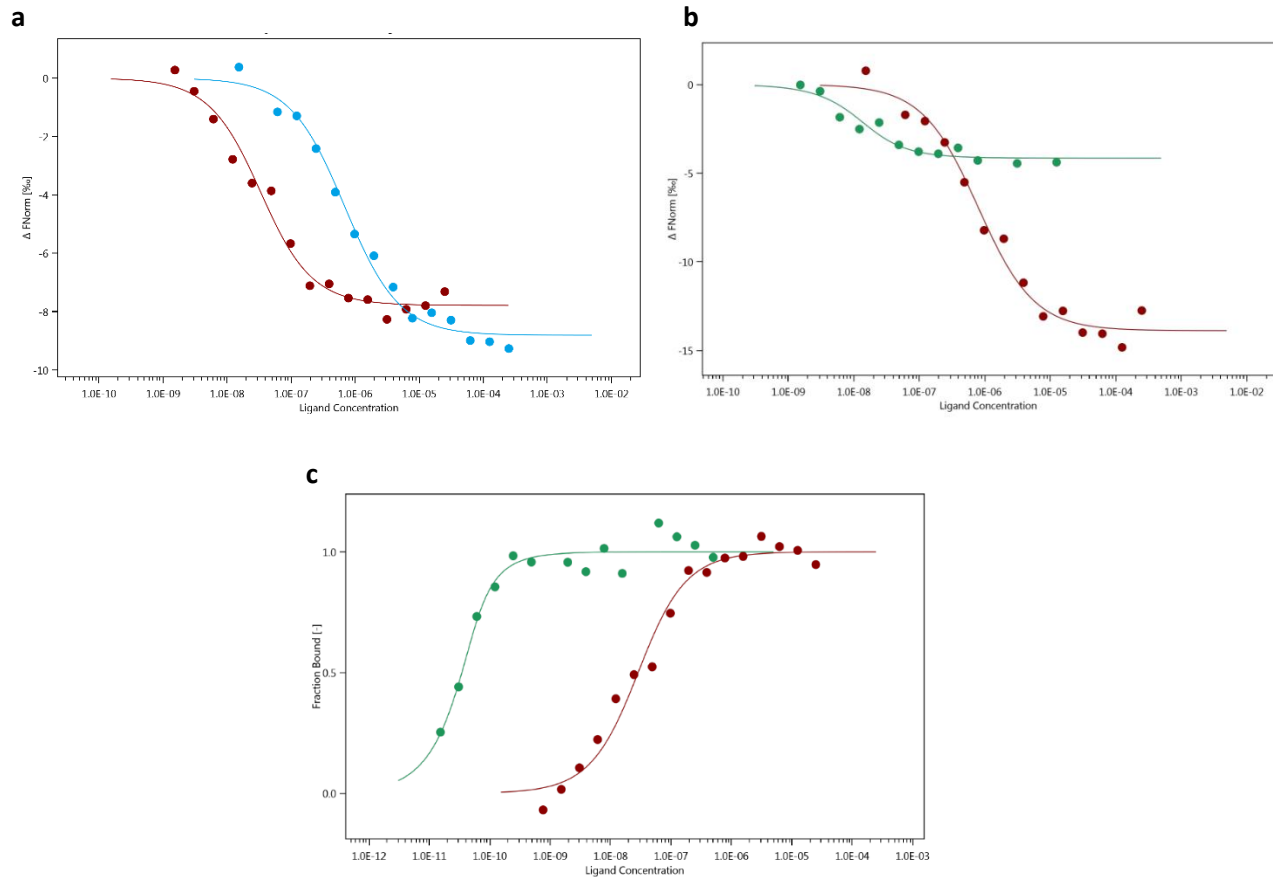 a
0
-2
-4
-6
-8
-10
Δ FNorm [‰]
1.0E-10 1.0E-09 1.0E-08 1.0E-07 1.0E-06 1.0E-05 1.0E-04 1.0E-03 1.0E-02
Ligand Concentration
b
0
-5
-10
-15
Δ FNorm [‰]
1.0E-10 1.0E-09 1.0E-08 1.0E-07 1.0E-06 1.0E-05 1.0E-04 1.0E-03 1.0E-02
Ligand Concentration
c
1.0
0.5
0.0
Fraction Bound [-]
1.0E-12 1.0E-11 1.0E-10 1.0E-09 1.0E-08 1.0E-07 1.0E-06 1.0E-05 1.0E-04 1.0E-03
Ligand Concentration